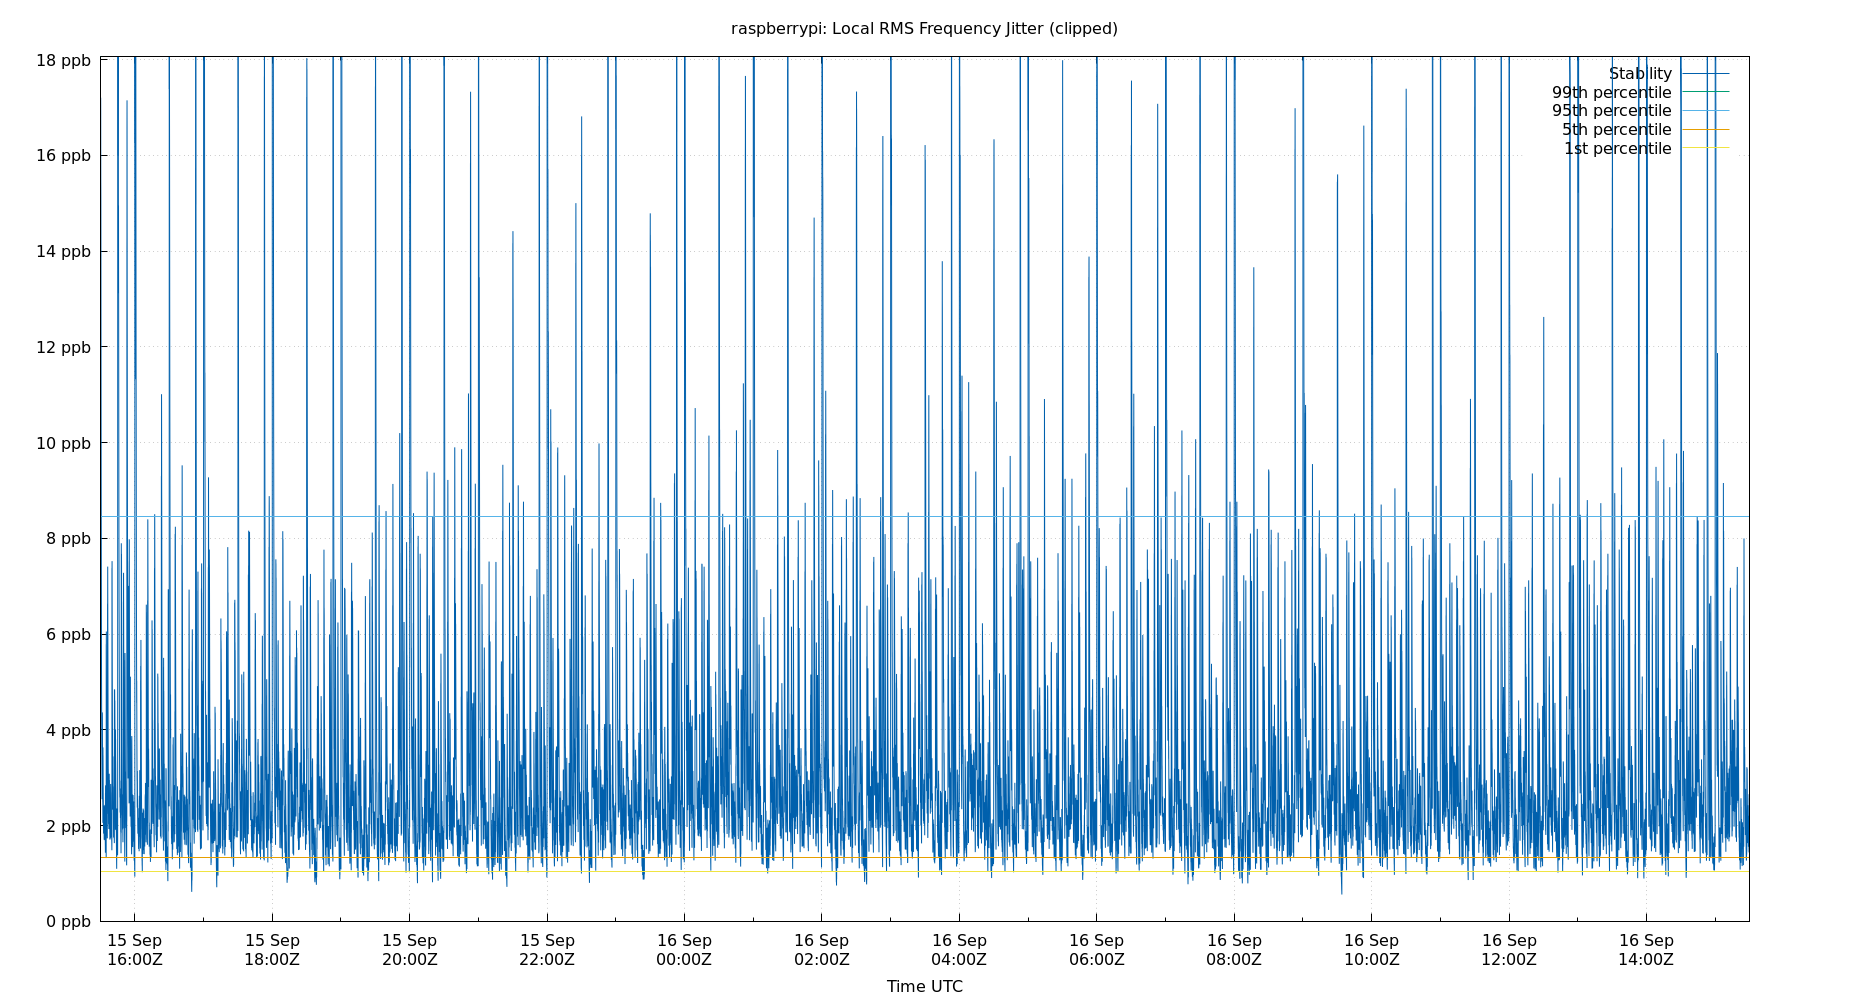 raspberrypi: Local RMS Frequency Jitter (clipped)
18 ppb
16 ppb
14 ppb
12 ppb
10 ppb
8 ppb
6 ppb
4 ppb
2 ppb
0 ppb
Stability
99th percentile
95th percentile
5th percentile
1st percentile
15 Sep 15 Sep 15 Sep 15 Sep 16 Sep 16 Sep 16 Sep 16 Sep 16 Sep 16 Sep 16 Sep 16 Sep
16:00Z 18:00Z 20:00Z 22:00Z 00:00Z 02:00Z 04:00Z 06:00Z 08:00Z 10:00Z 12:00Z 14:00Z
Time UTC